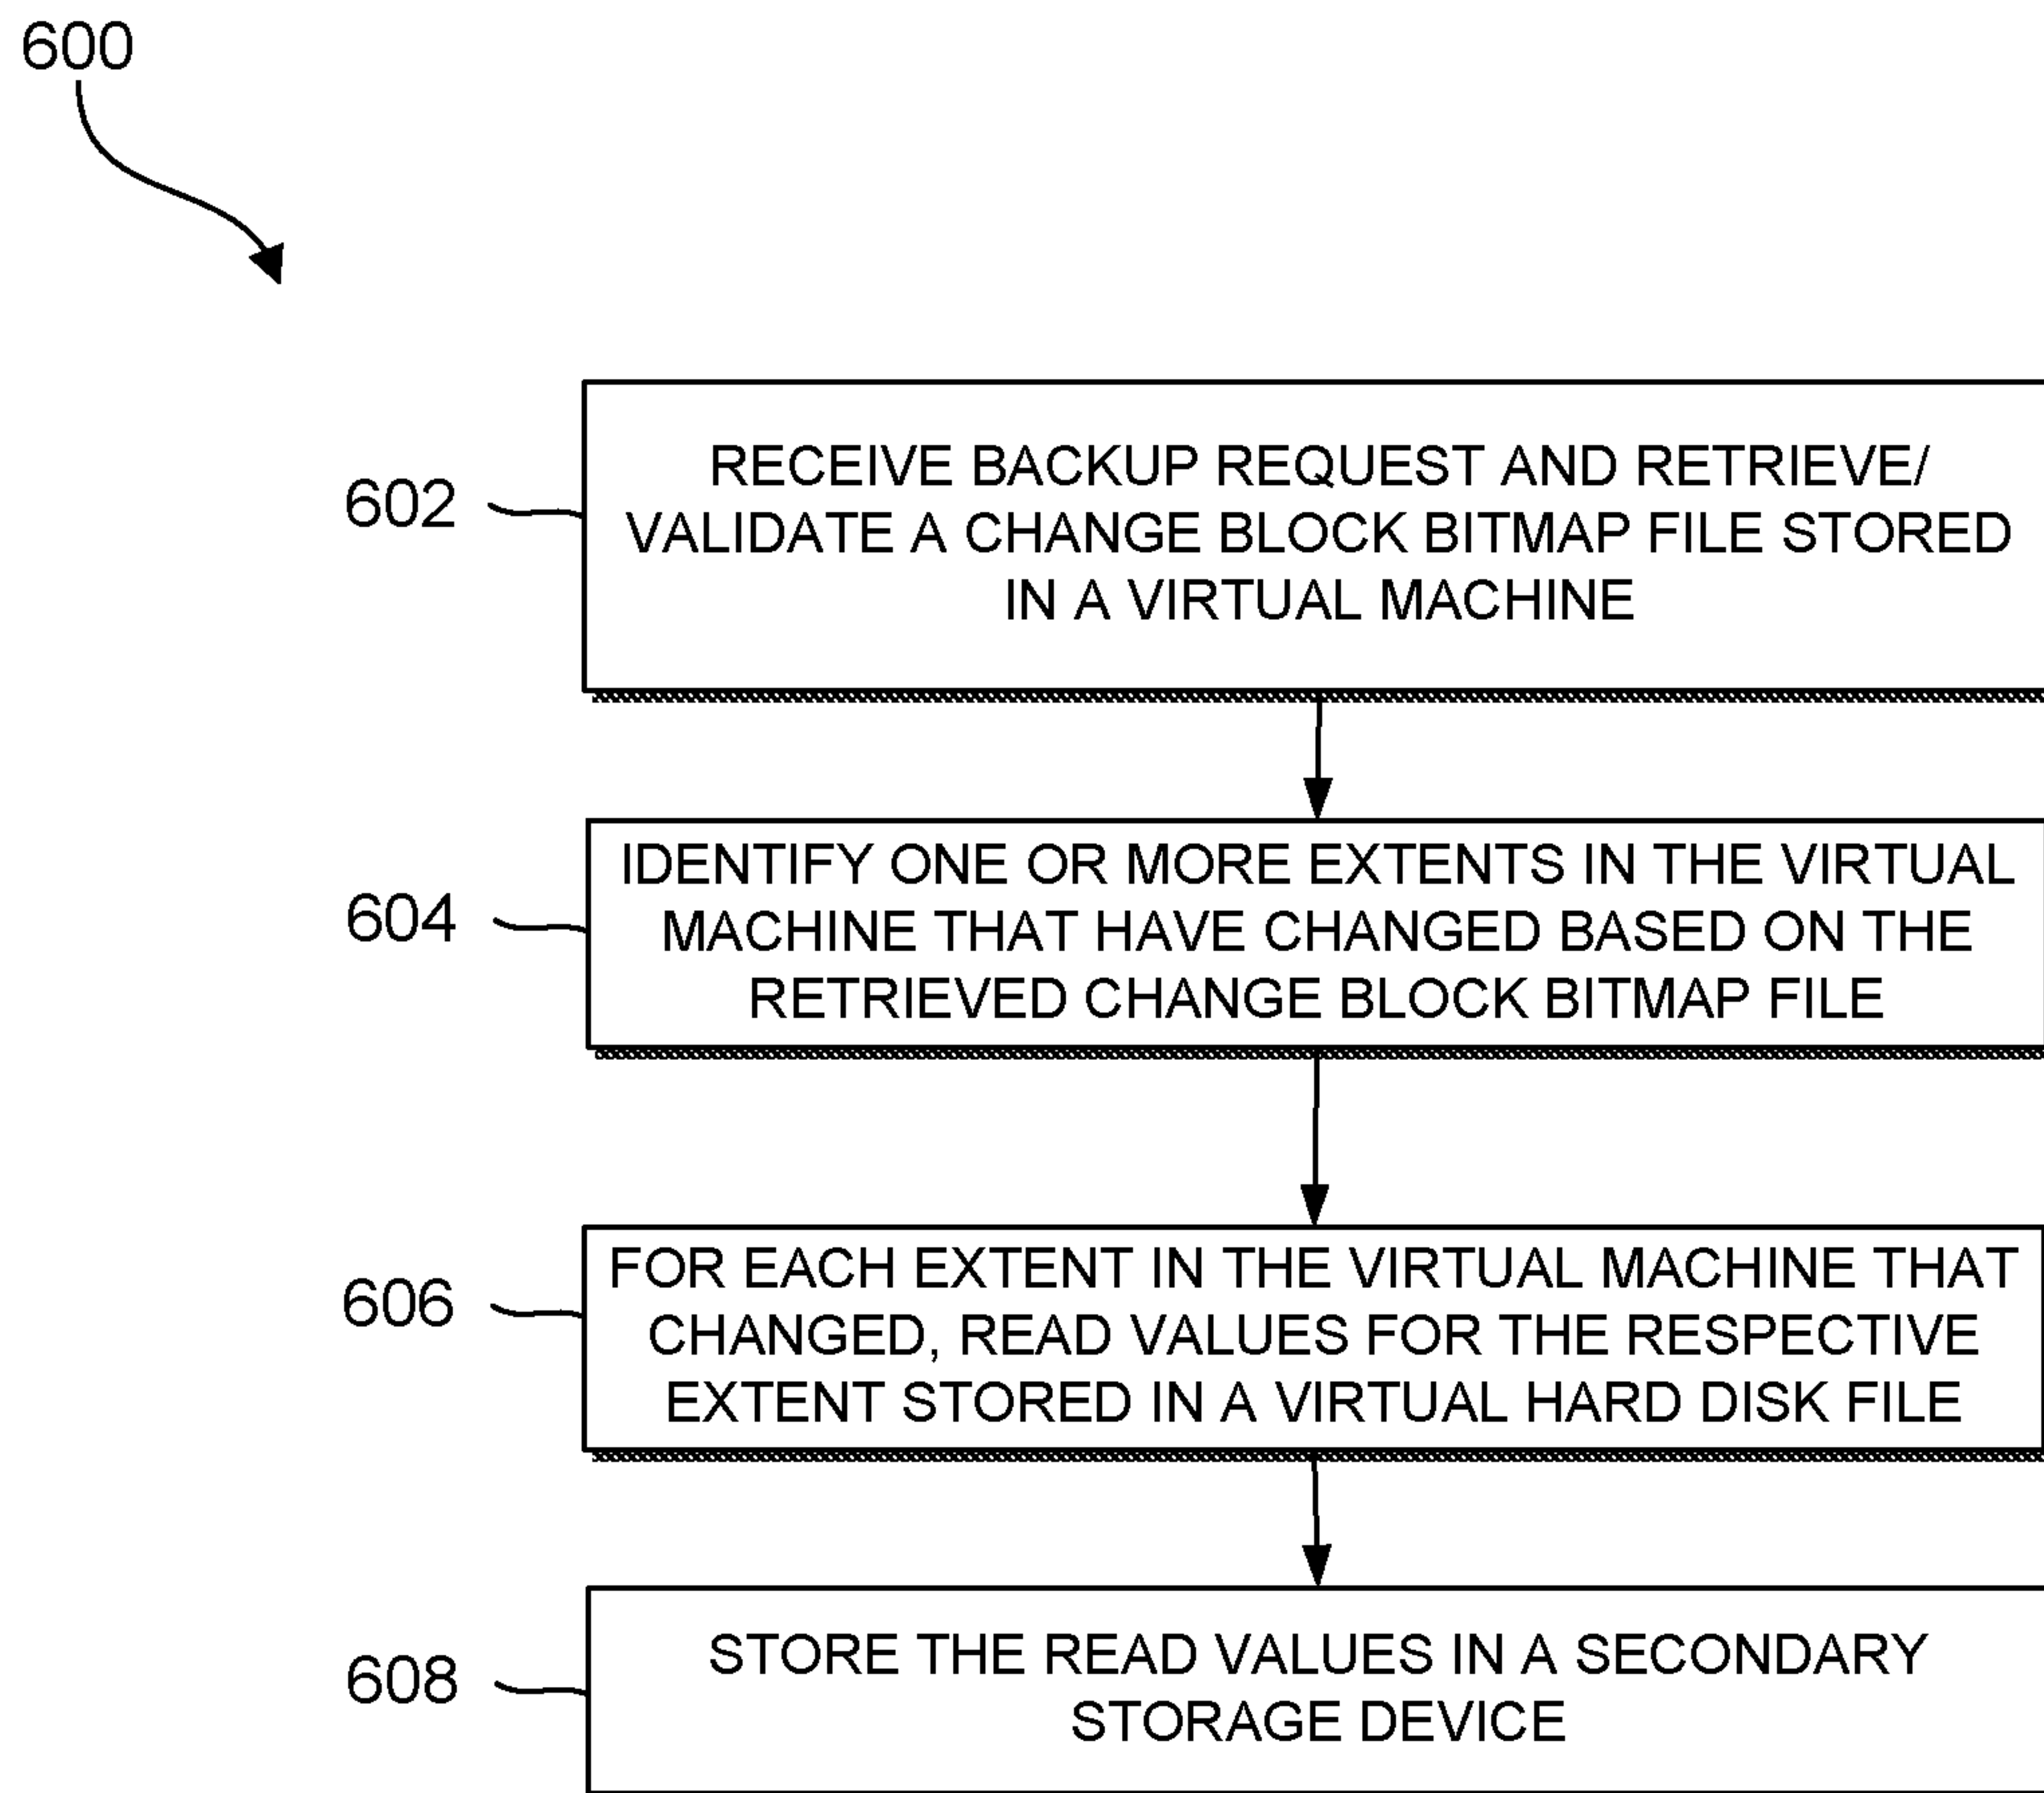 600
602
RECEIVE BACKUP REQUEST AND RETRIEVE/
VALIDATE A CHANGE BLOCK BITMAP FILE STORED
IN A VIRTUAL MACHINE
604
IDENTIFY ONE OR MORE EXTENTS IN THE VIRTUAL
MACHINE THAT HAVE CHANGED BASED ON THE
RETRIEVED CHANGE BLOCK BITMAP FILE
606
FOR EACH EXTENT IN THE VIRTUAL MACHINE THAT
CHANGED, READ VALUES FOR THE RESPECTIVE
EXTENT STORED IN A VIRTUAL HARD DISK FILE
608
STORE THE READ VALUES IN A SECONDARY
STORAGE DEVICE